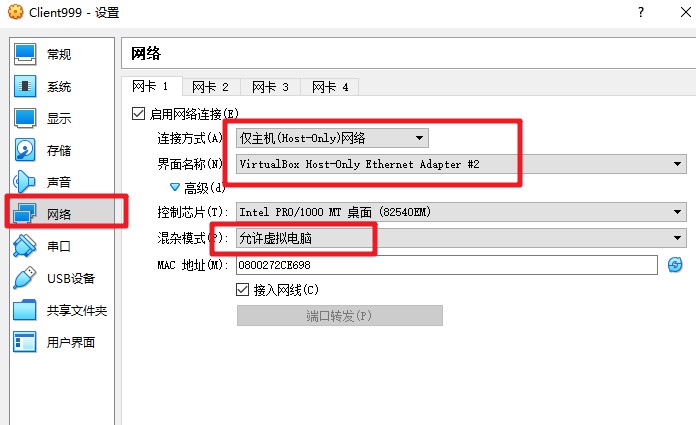 Client999 - 设置
?
常规
系统
显示
存储
声音
网络
串口
USB设备
共享文件夹
用户界面
网络
网卡 1 网卡 2 网卡 3 网卡 4
启用网络连接(E)
连接方式(A) 仅主机(Host-Only)网络
界面名称(N) VirtualBox Host-Only Ethernet Adapter #2
高级(d)
控制芯片(T): Intel PRO/1000 MT 桌面 (82540EM)
混杂模式(P): 允许虚拟电脑
MAC 地址(M): 0800272CE698
接入网线(C)
端口转发(P)